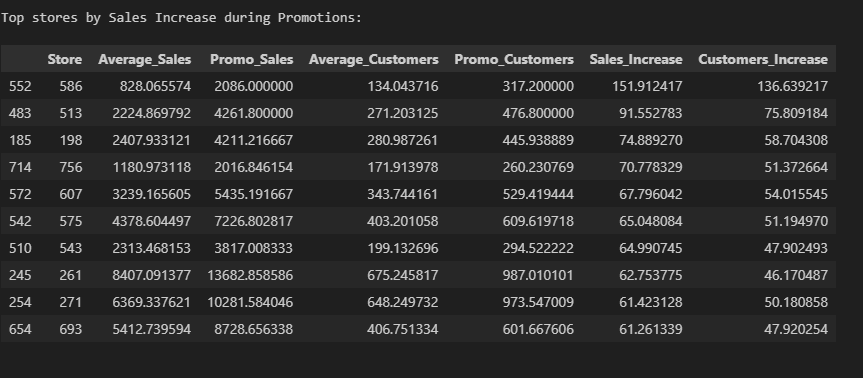 Top stores by Sales Increase during Promotions:
Store Average_Sales Promo_Sales Average_Customers Promo_Customers Sales_Increase Customers_Increase
552 586 828.065574 2086.000000 134.043716 317.200000 151.912417 136.639217
483 513 2224.869792 4261.800000 271.203125 476.800000 91.552783 75.809184
185 198 2407.933121 4211.216667 280.987261 445.938889 74.889270 58.704308
714 756 1180.973118 2016.846154 171.913978 260.230769 70.778329 51.372664
572 607 3239.165605 5435.191667 343.744161 529.419444 67.796042 54.015545
542 575 4378.604497 7226.802817 403.201058 609.619718 65.048084 51.194970
510 543 2313.468153 3817.008333 199.132696 294.522222 64.990745 47.902493
245 261 8407.091377 13682.858586 675.245817 987.010101 62.753775 46.170487
254 271 6369.337621 10281.584046 648.249732 973.547009 61.423128 50.180858
654 693 5412.739594 8728.656338 406.751334 601.667606 61.261339 47.920254